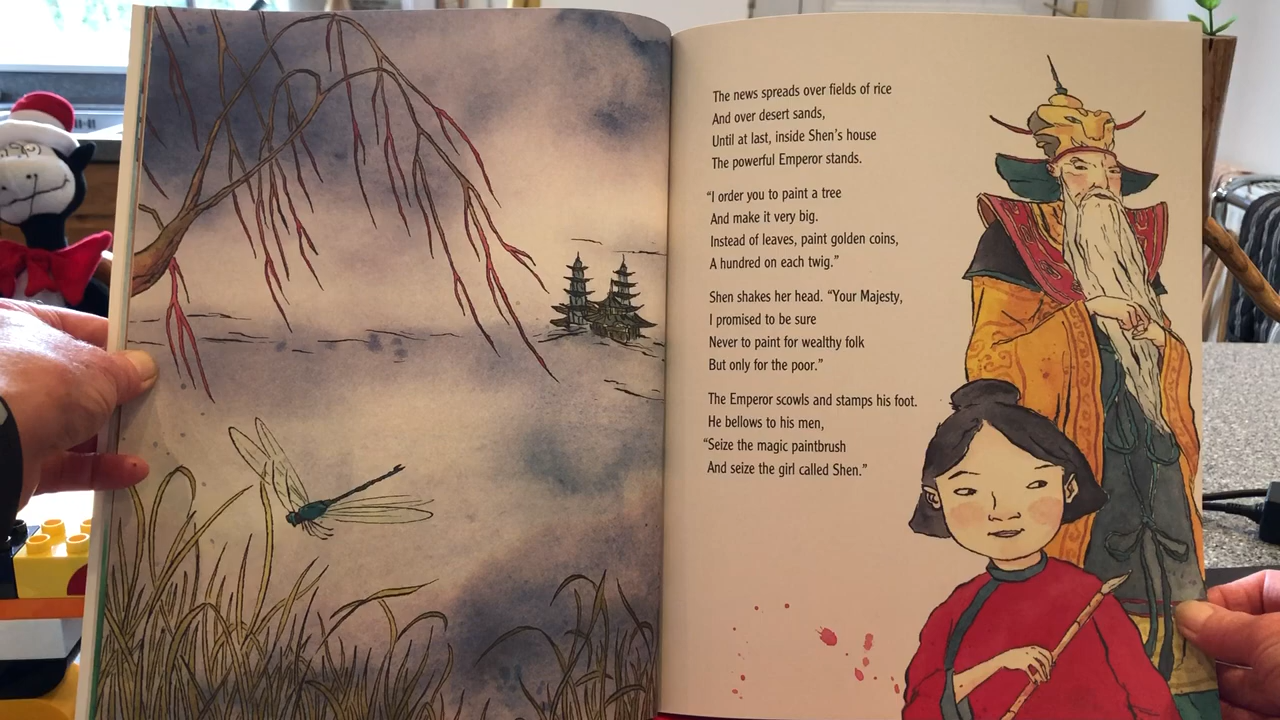 The news spreads over fields of rice
And over desert sands,
Until at last, inside Shen's house
The powerful Emperor stands.
"I order you to paint a tree
And make it very big.
Instead of leaves, paint golden coins,
A hundred on each twig."
Shen shakes her head. "Your Majesty,
I promised to be sure
Never to paint for wealthy folk
But only for the poor."
The Emperor scowls and stamps his foot.
He bellows to his men,
"Seize the magic paintbrush
And seize the girl called Shen."